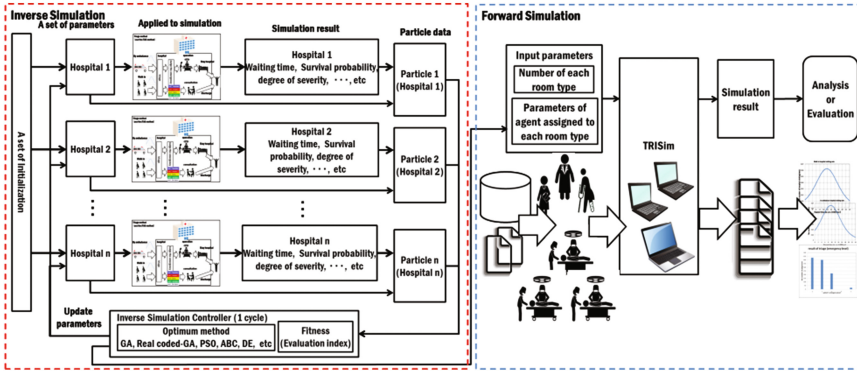 Inverse Simulation
A set of parameters
Applied to simulation
Simulation result
Particle data
A set of Initialization
Hospital 1
Hospital 1
Waiting time, Survival probability,
degree of severity, ···, etc
Particle 1
(Hospital 1)
Hospital 2
Hospital 2
Waiting time, Survival
probability, degree of
severity, ···, etc
Particle 2
(Hospital 2)
Hospital n
Hospital n
Waiting time, Survival probability,
degree of severity, ···, etc
Particle n
(Hospital n)
Update
parameters
Inverse Simulation Controller (1 cycle)
Optimum method
GA, Real coded-GA, PSO, ABC, DE, etc
Fitness
(Evaluation index)
Forward Simulation
Input parameters
Number of each
room type
Parameters of
agent assigned to
each room type
TRISim
Simulation
result
Analysis
or
Evaluation